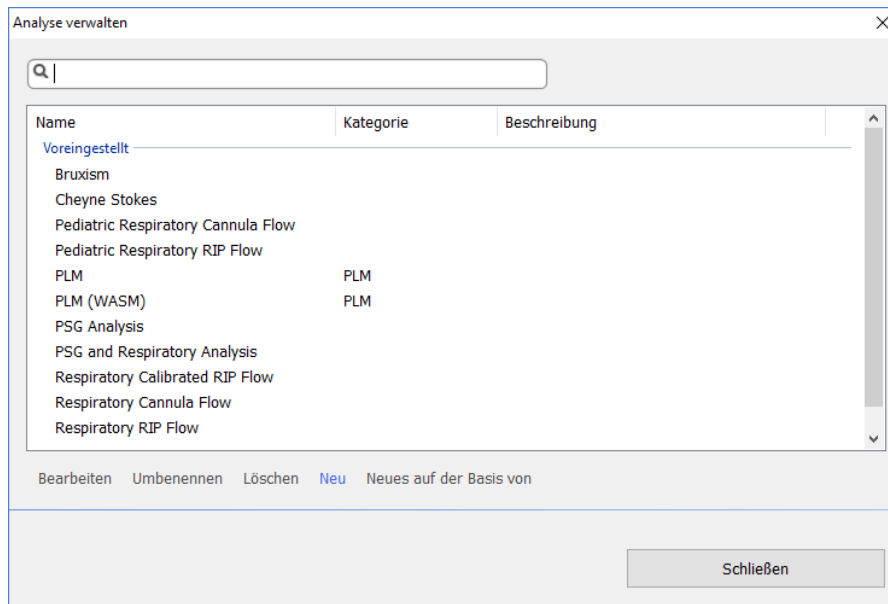 Analyse verwalten
Name Kategorie Beschreibung
Voreingestellt
Bruxism
Cheyne Stokes
Pediatric Respiratory Cannula Flow
Pediatric Respiratory RIP Flow
PLM PLM
PLM (WASM) PLM
PSG Analysis
PSG and Respiratory Analysis
Respiratory Calibrated RIP Flow
Respiratory Cannula Flow
Respiratory RIP Flow
Bearbeiten Umbenennen Löschen Neu Neues auf der Basis von
Schließen